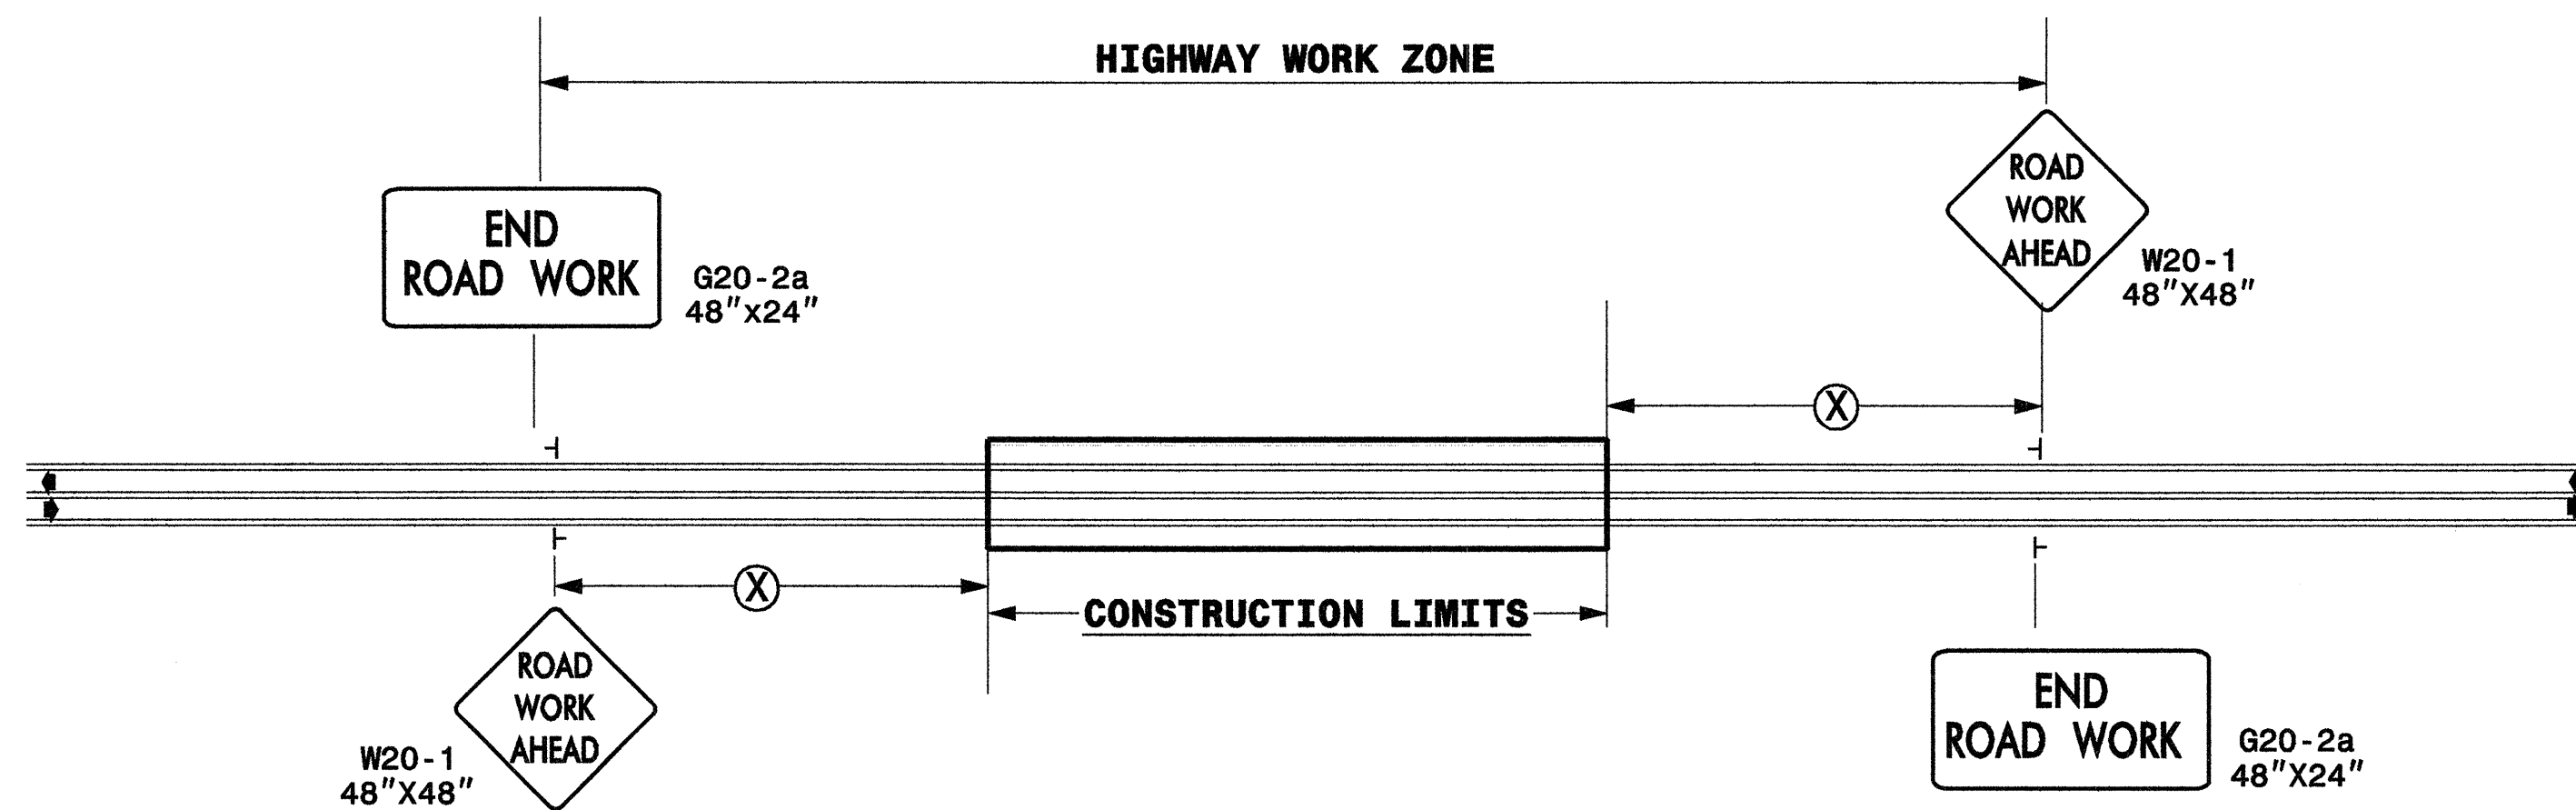 HIGHWAY WORK ZONE
END
ROAD WORK
G20-2a
48"x24"
ROAD
WORK
AHEAD
W20-1
48"X48"
X
X
CONSTRUCTION LIMITS
ROAD
WORK
AHEAD
W20-1
48"X48"
END
ROAD WORK
G20-2a
48"X24"